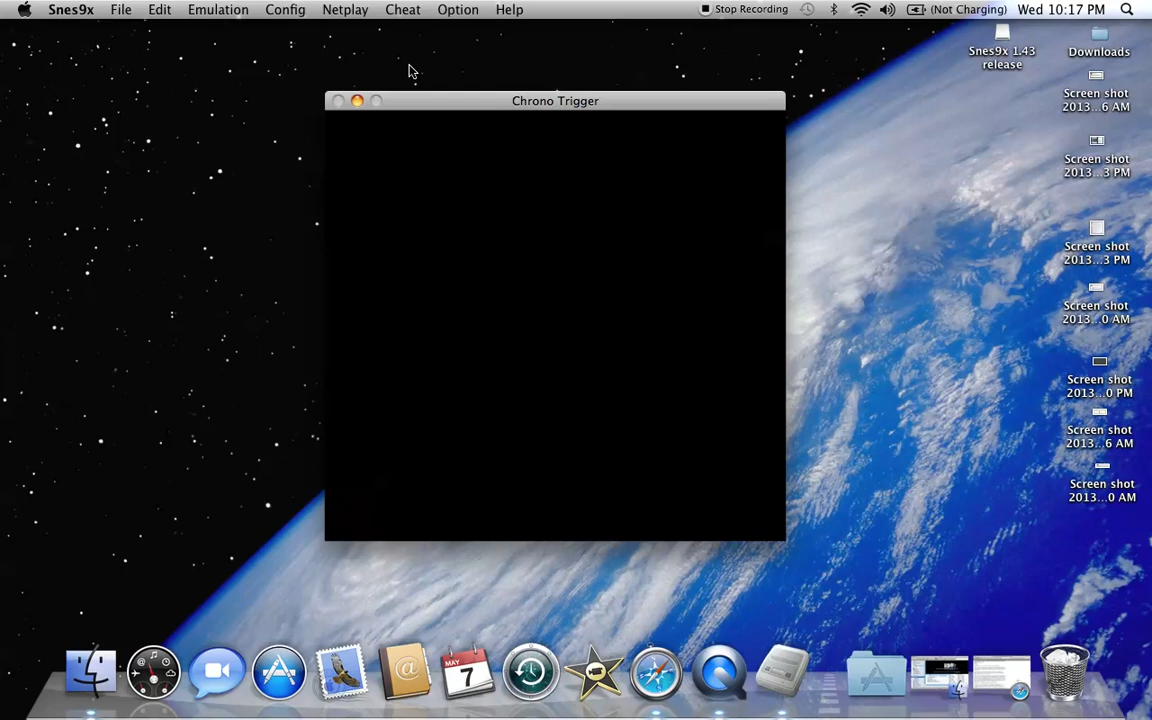 Snes9x File Edit Emulation Config Netplay Cheat Option Help Stop Recording (Not Charging) Wed 10:17 PM
Chrono Trigger
Snes9x 1.43
release
Downloads
Screen shot
2013...6 AM
Screen shot
2013...3 PM
Screen shot
2013...3 PM
Screen shot
2013...0 AM
Screen shot
2013...0 PM
Screen shot
2013...6 AM
Screen shot
2013...0 AM
MAY
7